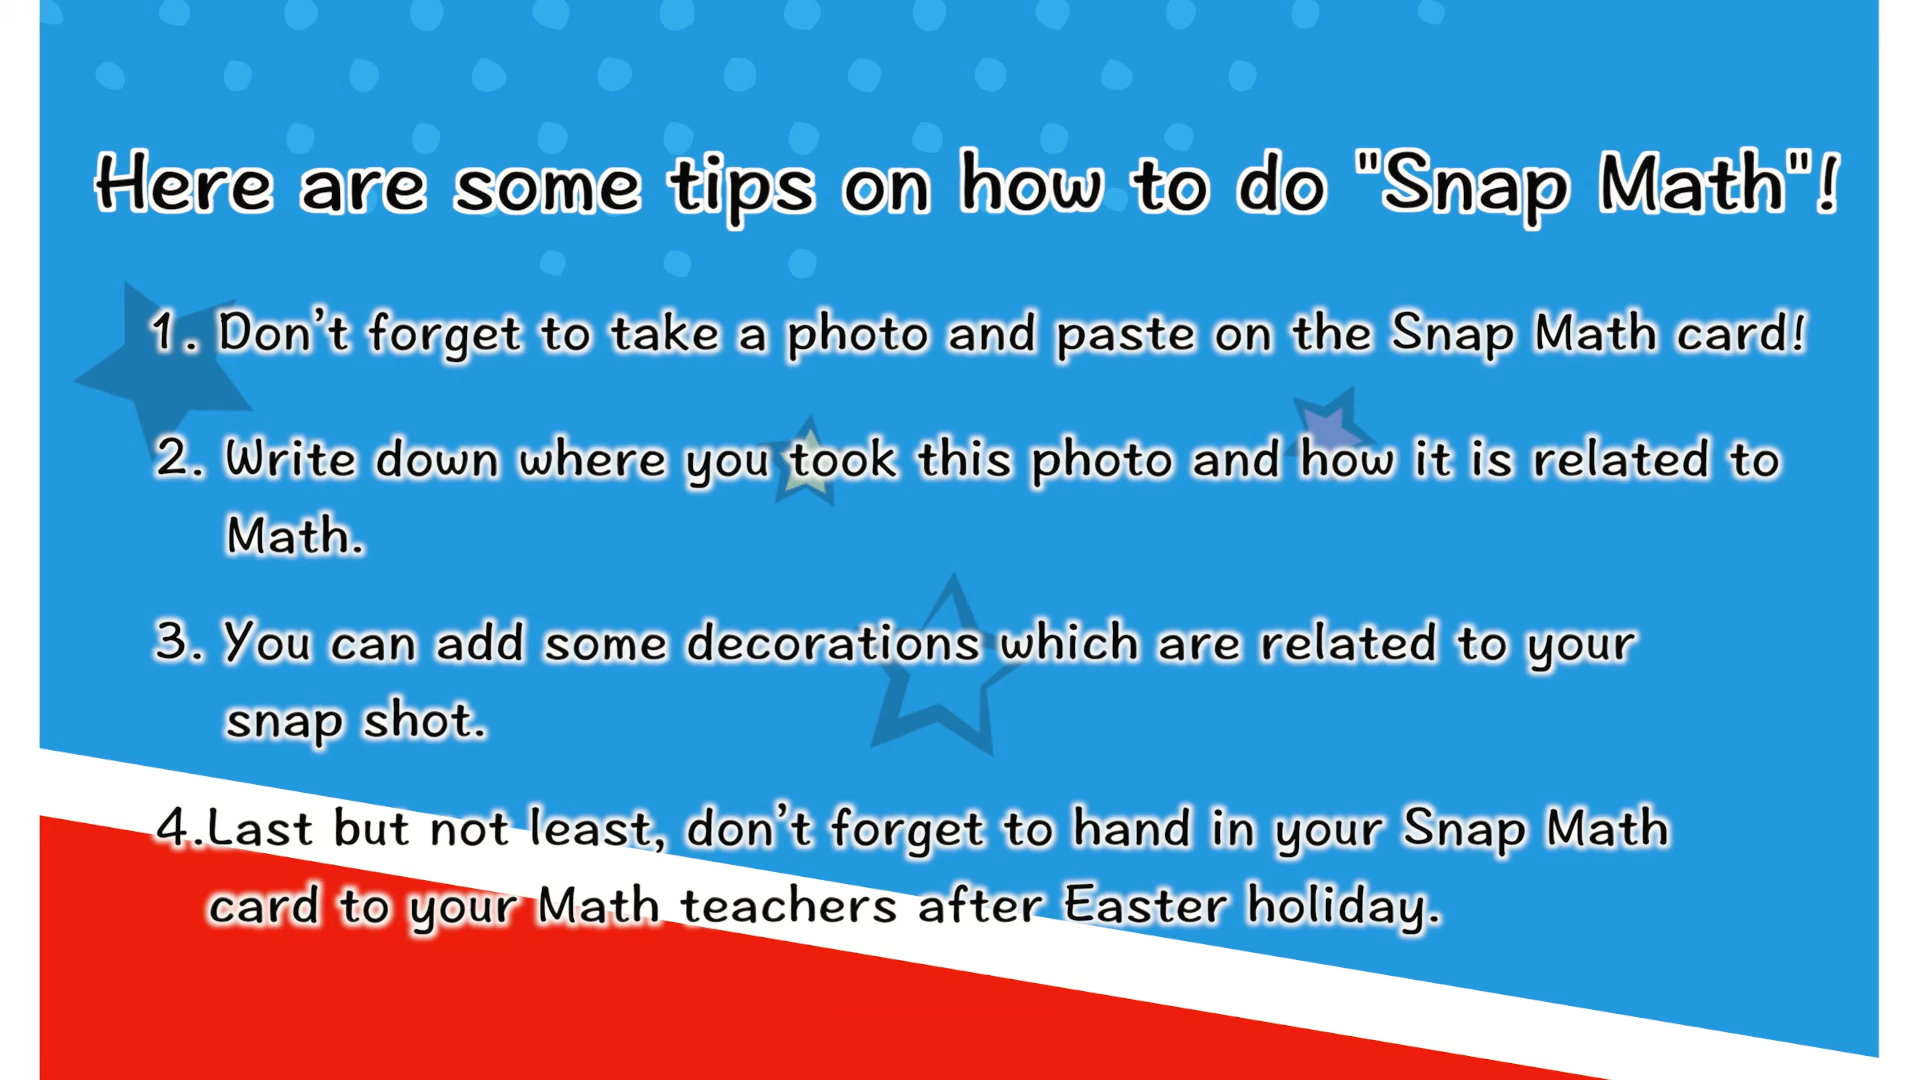 Here are some tips on how to do "Snap Math"!
1. Don’t forget to take a photo and paste on the Snap Math card!
2. Write down where you took this photo and how it is related to
Math.
3. You can add some decorations which are related to your
snap shot.
4.Last but not least, don’t forget to hand in your Snap Math
card to your Math teachers after Easter holiday.